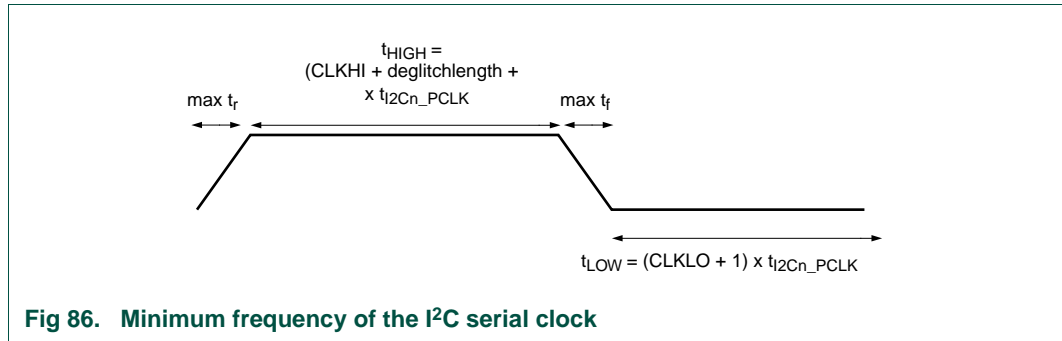 tHIGH =
(CLKHI + deglitchlength +
x tI2Cn_PCLK
max tr
max tf
tLOW = (CLKLO + 1) x tI2Cn_PCLK
Fig 86. Minimum frequency of the I²C serial clock